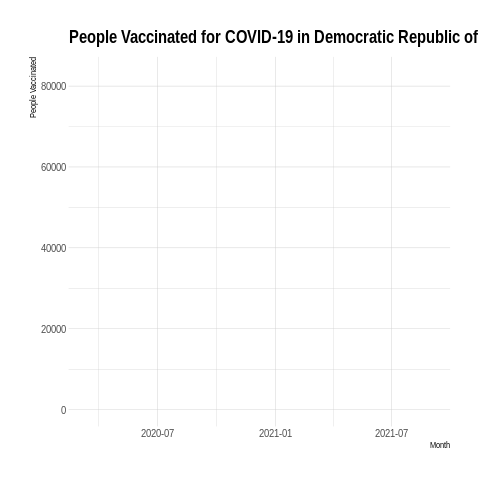 People Vaccinated for COVID-19 in Democratic Republic of
People Vaccinated
80000
60000
40000
20000
0
2020-07
2021-01
2021-07
Month